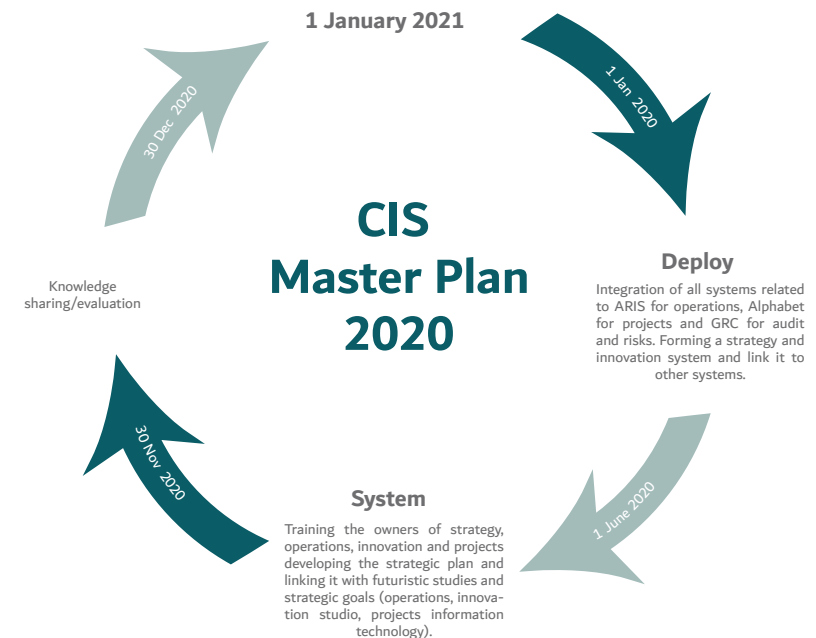 1 January 2021
1 Jan 2020
30 Dec 2020
CIS
Master Plan
2020
Deploy
Integration of all systems related
to ARIS for operations, Alphabet
for projects and GRC for audit
and risks. Forming a strategy and
innovation system and link it to
other systems.
Knowledge
sharing/evaluation
1 June 2020
30 Nov 2020
System
Training the owners of strategy,
operations, innovation and projects
developing the strategic plan and
linking it with futuristic studies and
strategic goals (operations, innova-
tion studio, projects information
technology).